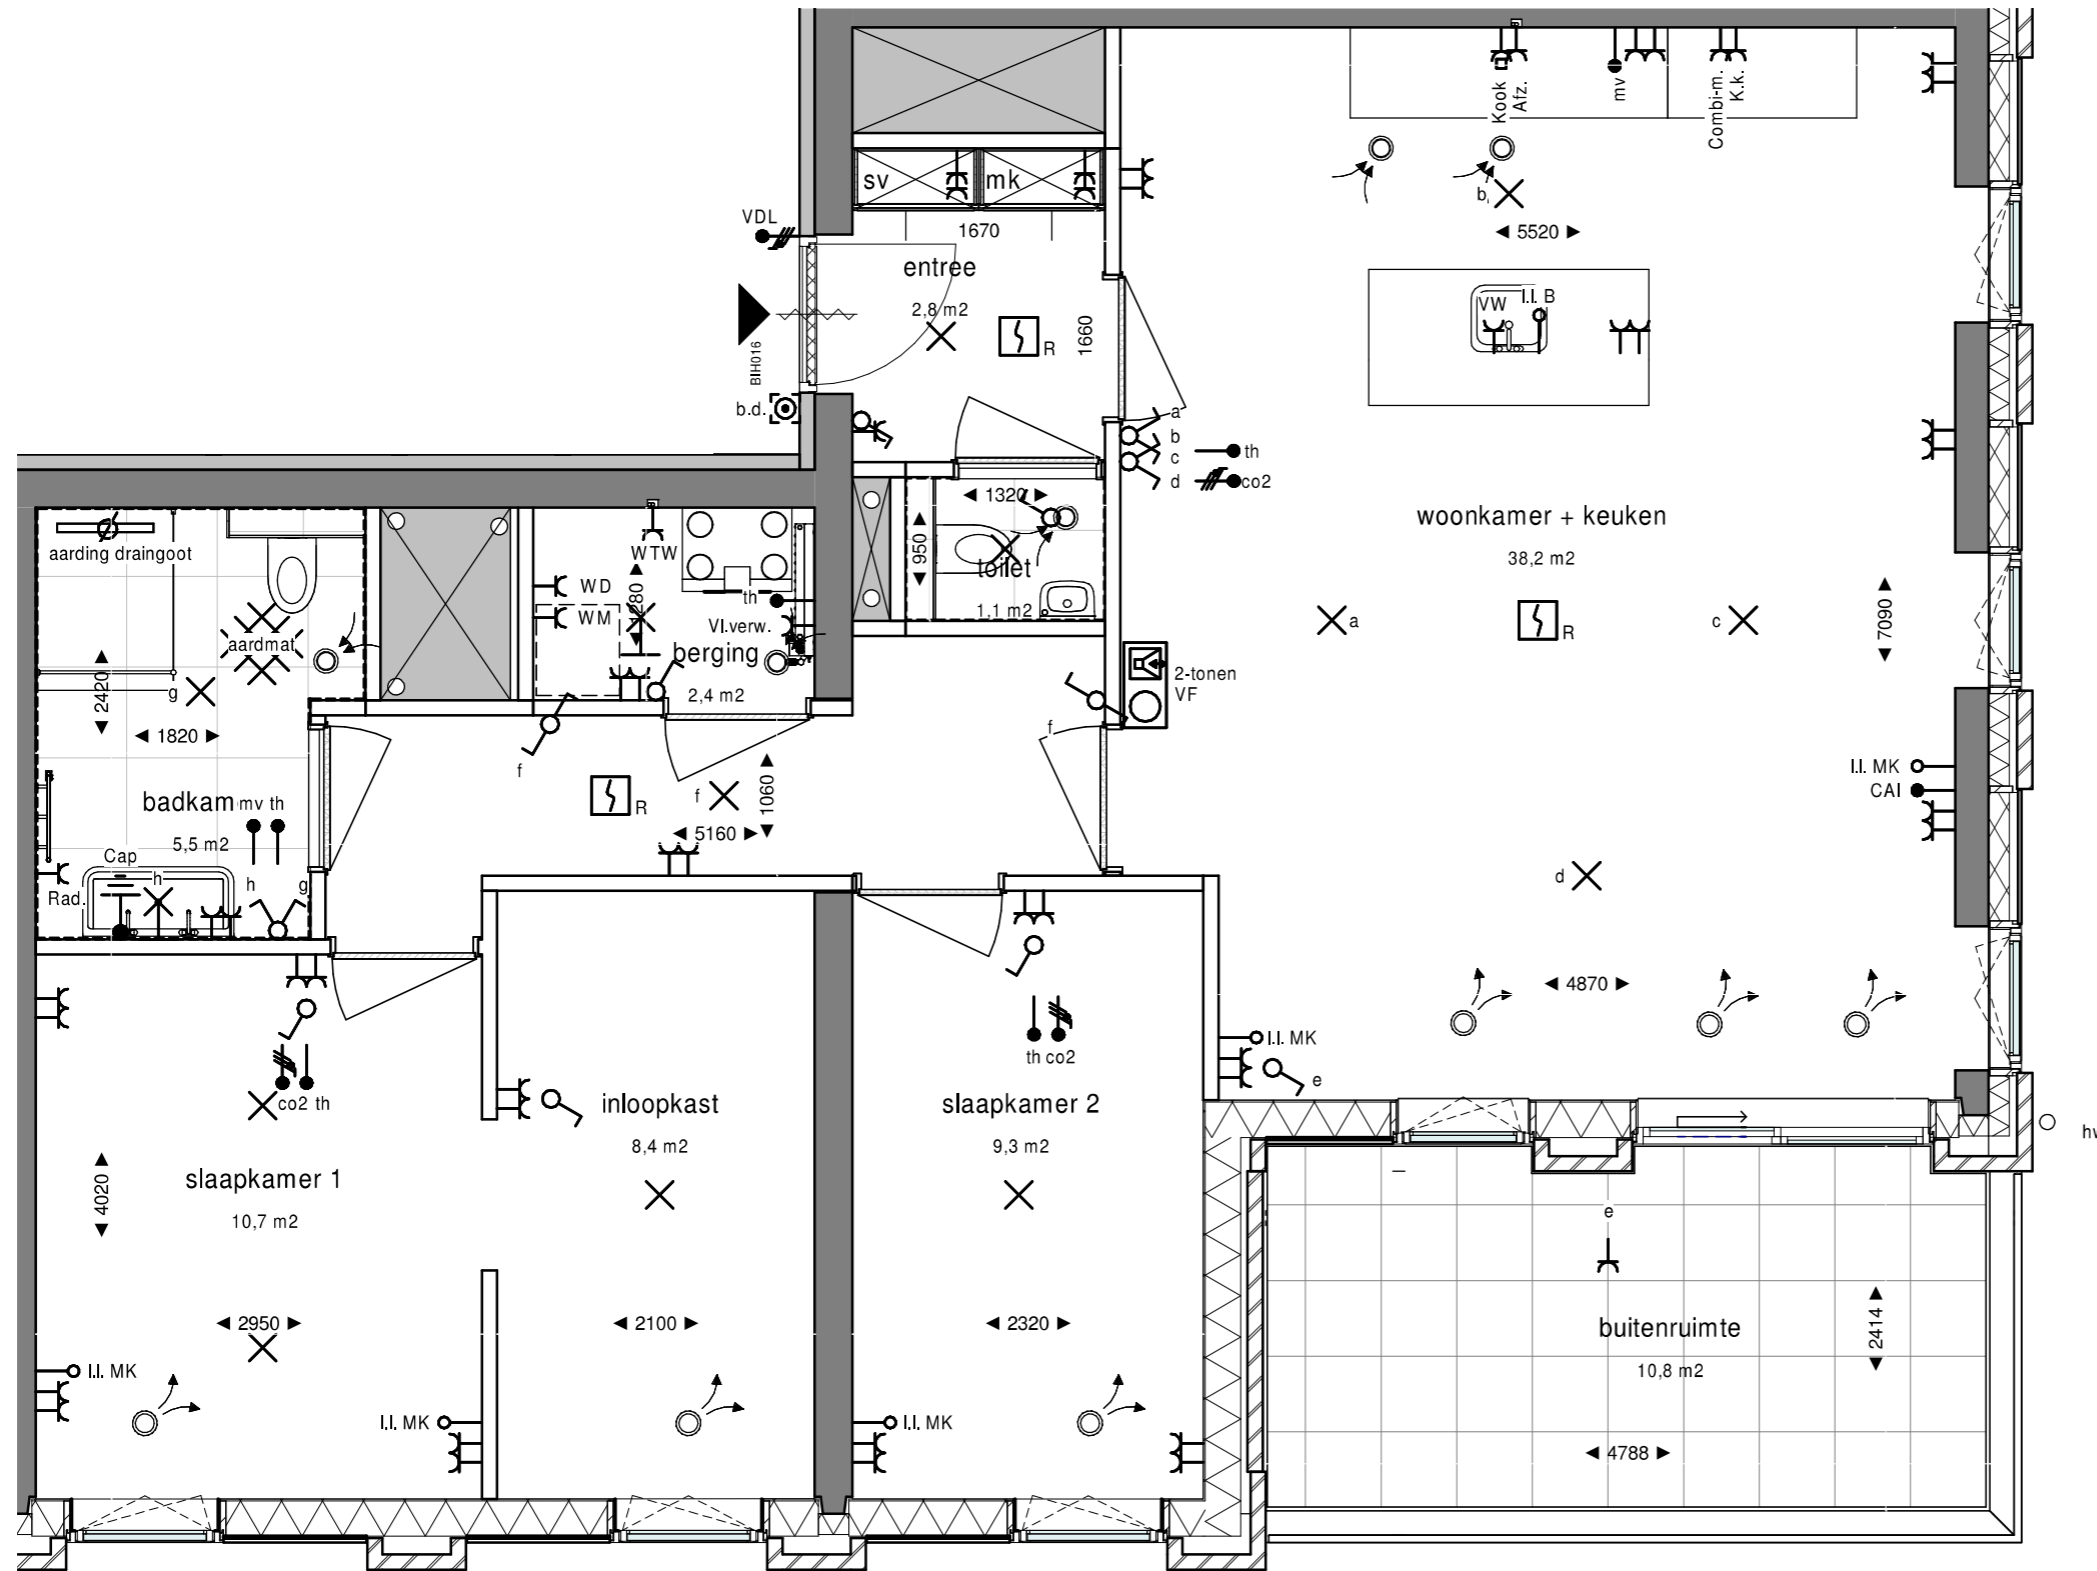 Kook
Afz.
mv
Combi-m.
K.k.
sv
mk
b,
VDL
1670
◄ 5520 ►
entree
2,8 m2
VW
I.I. B
R
1660
BIH016
b.d.
a
b
c
th
d
co2
◄ 1320 ►
woonkamer + keuken
38,2 m2
aarding draingoot
WTW
◄ 950 ►
toilet
1,1 m2
WD
WM
th
Vl.verw.
berging
2,4 m2
a
R
c
◄ 7090 ►
aardmat
g
◄ 2420 ►
◄ 1820 ►
2-tonen
VF
f
f
I.I. MK
CAI
badkam
mv th
5,5 m2
R
f
◄ 1060 ►
◄ 5160 ►
Cap
h
h
g
Rad.
d
◄ 4870 ►
I.I. MK
e
th co2
co2 th
inloopkast
8,4 m2
slaapkamer 2
9,3 m2
slaapkamer 1
10,7 m2
◄ 4020 ►
e
◄ 2950 ►
◄ 2100 ►
◄ 2320 ►
buitenruimte
10,8 m2
◄ 2414 ►
I.I. MK
I.I. MK
I.I. MK
◄ 4788 ►